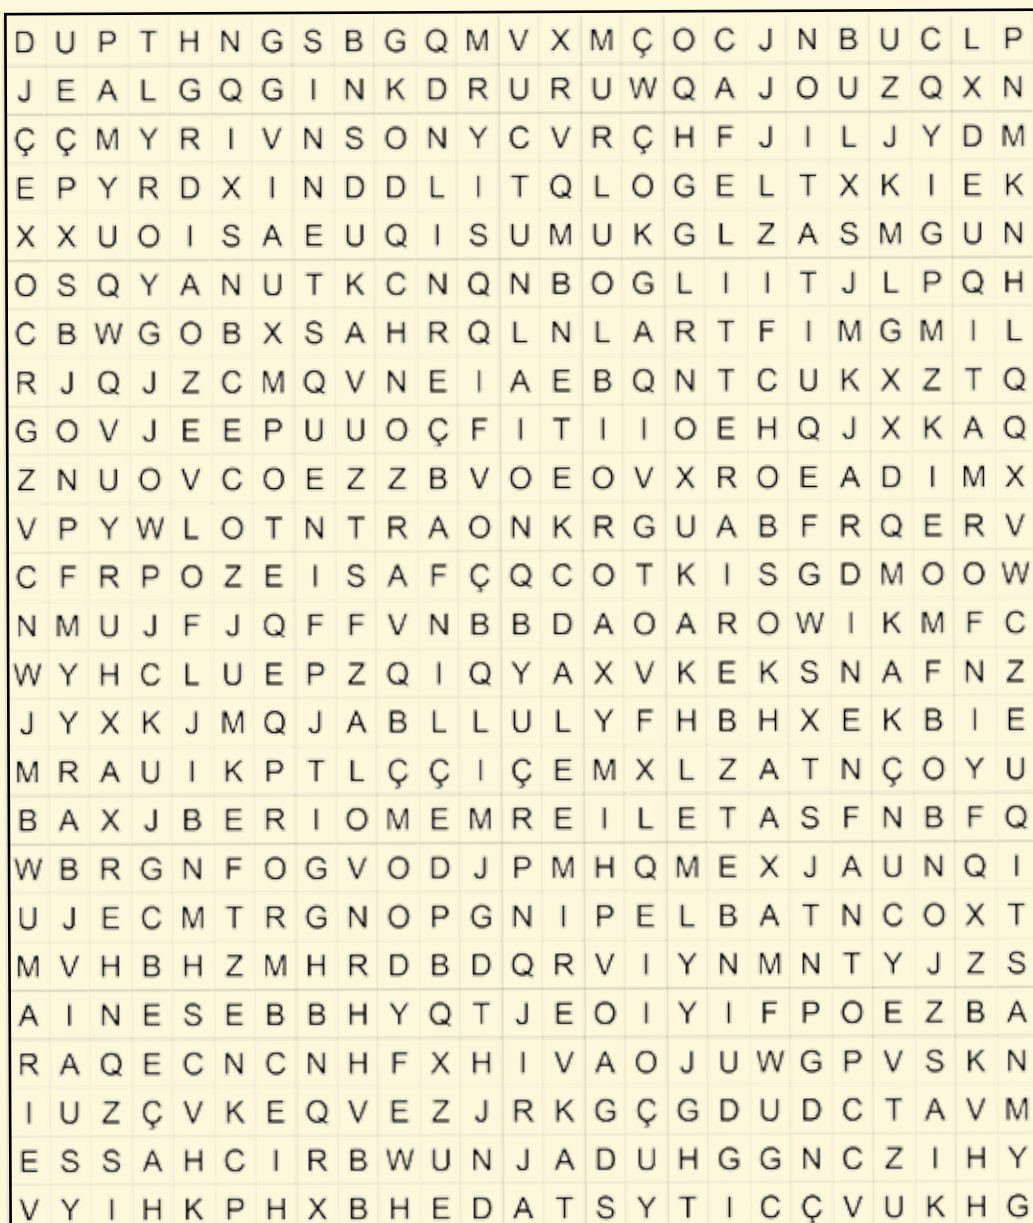 D U P T H N G S B G Q M V X M Ç O C J N B U C L P
J E A L G Q G I N K D R U R U W Q A J O U Z Q X N
Ç Ç M Y R I V N S O N Y C V R Ç H F J I L J Y D M
E P Y R D X I N D D L I T Q L O G E L T X K I E K
X X U O I S A E U Q I S U M U K G L Z A S M G U N
O S Q Y A N U T K C N Q N B O G L I I T J L P Q H
C B W G O B X S A H R Q L N L A R T F I M G M I L
R J Q J Z C M Q V N E I A E B Q N T C U K X Z T Q
G O V J E E P U U O Ç F I T I I O E H Q J X K A Q
Z N U O V C O E Z Z B V O E O V X R O E A D I M X
V P Y W L O T N T R A O N K R G U A B F R Q E R V
C F R P O Z E I S A F Ç Q C O T K I S G D M O O W
N M U J F J Q F F V N B B D A O A R O W I K M F C
W Y H C L U E P Z Q I Q Y A X V K E K S N A F N Z
J Y X K J M Q J A B L L U L Y F H B H X E K B I E
M R A U I K P T L Ç Ç I Ç E M X L Z A T N Ç O Y U
B A X J B E R I O M E M R E I L E T A S F N B F Q
W B R G N F O G V O D J P M H Q M E X J A U N Q I
U J E C M T R G N O P G N I P E L B A T N C O X T
M V H B H Z M H R D B D Q R V I Y N M N T Y J Z S
A I N E S E B B H Y Q T J E O I Y I F P O E Z B A
R A Q E C N C N H F X H I V A O J U W G P V S K N
I U Z Ç V K E Q V E Z J R K G Ç G D U D C T A V M
E S S A H C I R B W U N J A D U H G G N C Z I H Y
V Y I H K P H X B H E D A T S Y T I C Ç V U K H G